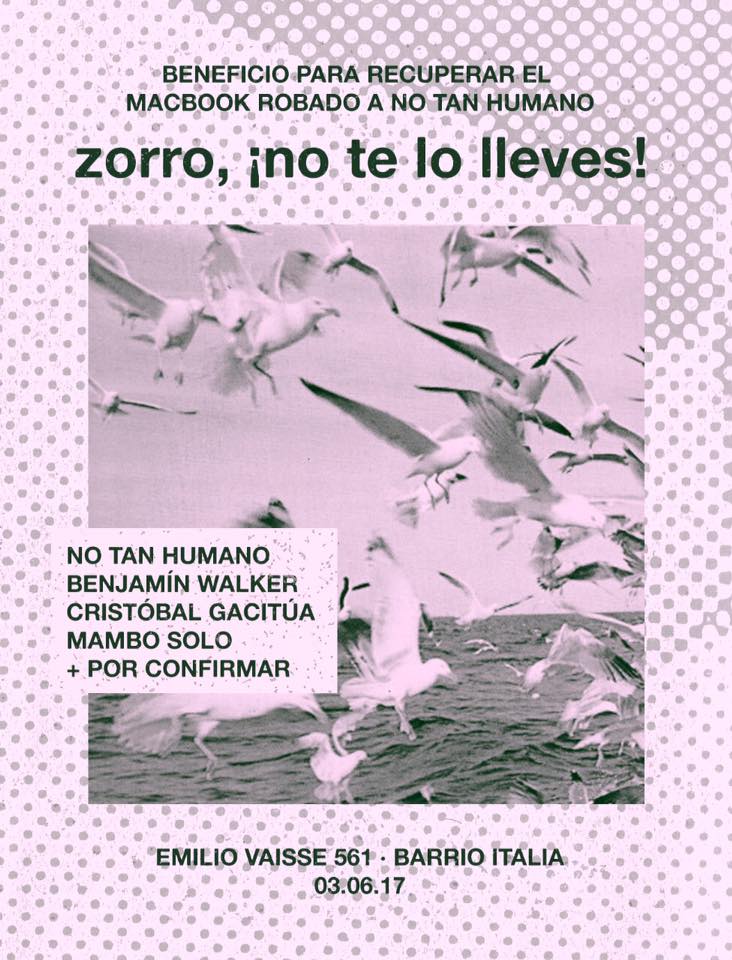 BENEFICIO PARA RECUPERAR EL
MACBOOK ROBADO A NO TAN HUMANO
zorro, ¡no te lo lleves!
NO TAN HUMANO
BENJAMÍN WALKER
CRISTÓBAL GACITÚA
MAMBO SOLO
+ POR CONFIRMAR
EMILIO VAISSE 561 · BARRIO ITALIA
03.06.17